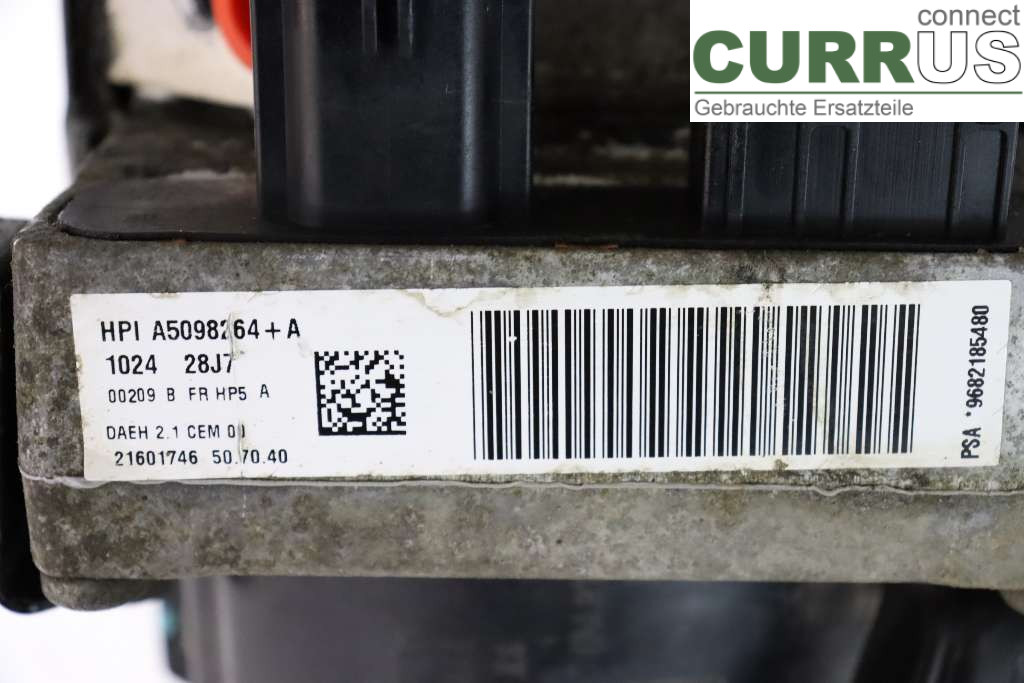 connect
CURRUS
Gebrauchte Ersatzteile
HPI A5098264+A
1024 28J7
00209 B FR HP5 A
DAEH 2.1 CEM
21601746 50.70.40
PSA *9682185480